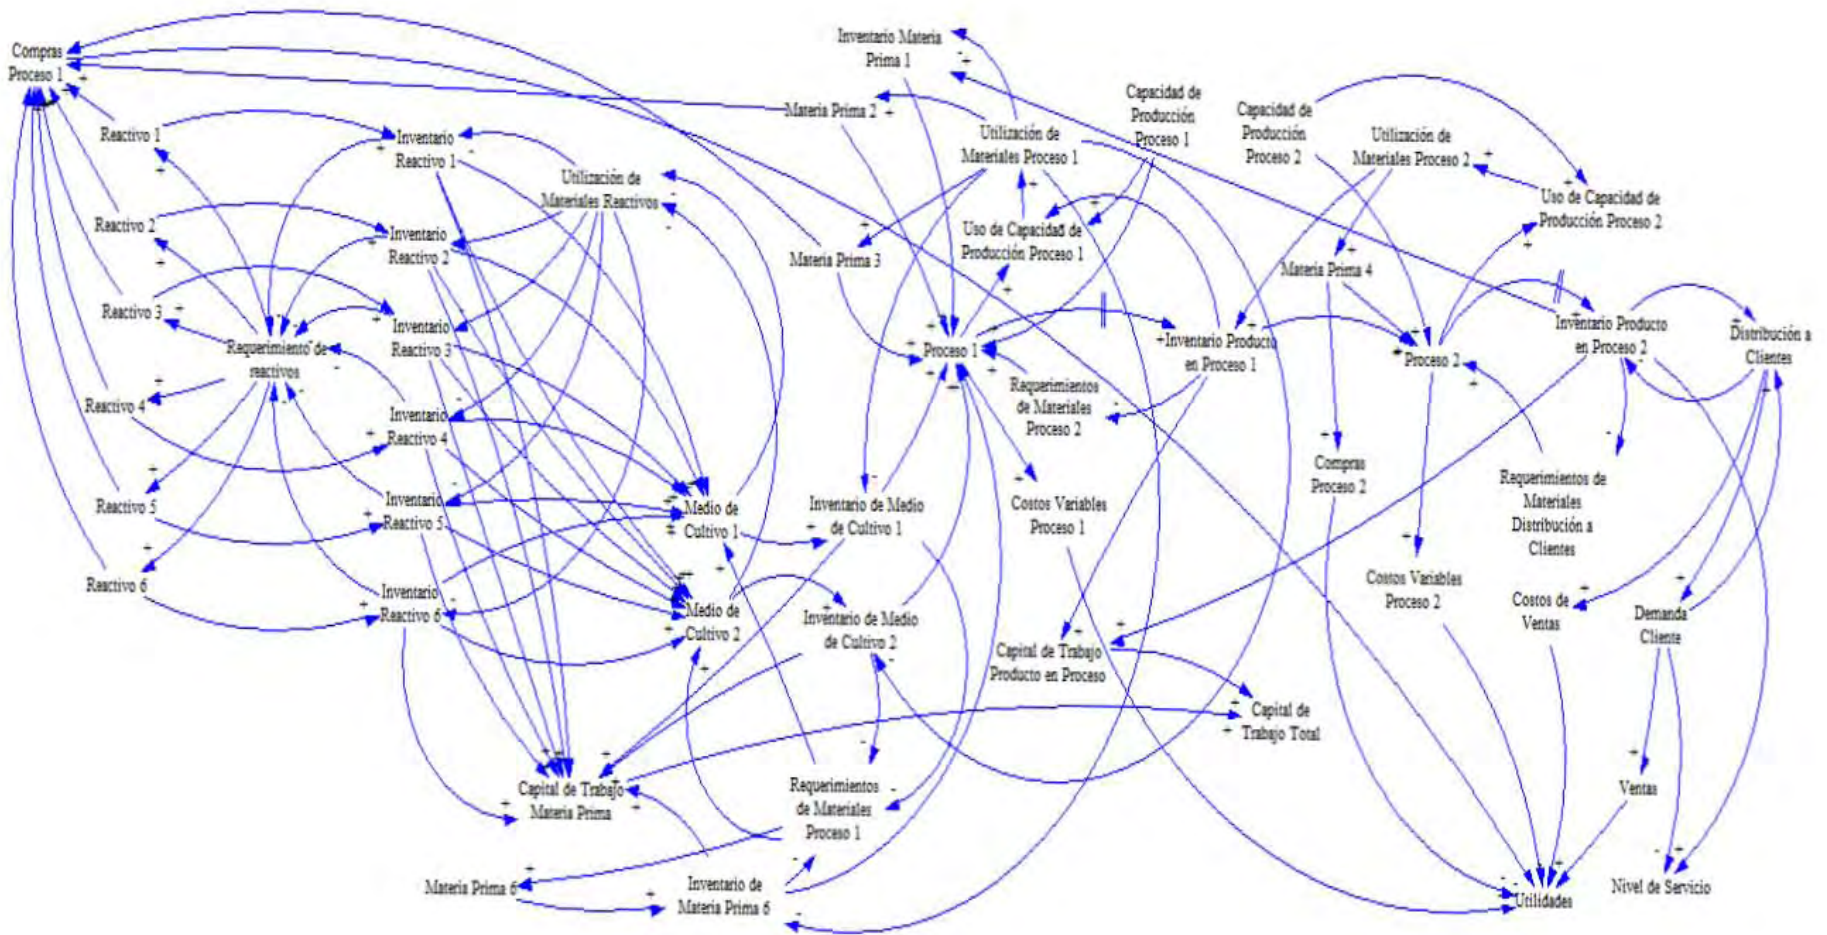 Compras
Proceso 1
Reactivo 1
Reactivo 2
Reactivo 3
Reactivo 4
Reactivo 5
Reactivo 6
Requerimiento de
reactivos
Inventario
Reactivo 1
Inventario
Reactivo 2
Inventario
Reactivo 3
Inventario
Reactivo 4
Inventario
Reactivo 5
Inventario
Reactivo 6
Utilización de
Materiales Reactivos
Medio de
Cultivo 1
Medio de
Cultivo 2
Capital de Trabajo
Materia Prima
Materia Prima 6
Inventario de
Materia Prima 6
Inventario Materia
Prima 1
Materia Prima 2
Materia Prima 3
Utilización de
Materiales Proceso 1
Capacidad de
Producción
Proceso 1
Uso de Capacidad de
Producción Proceso 1
Proceso 1
Requerimientos
de Materiales
Proceso 2
Inventario Producto
en Proceso 1
Inventario de Medio
de Cultivo 1
Costos Variables
Proceso 1
Inventario de Medio
de Cultivo 2
Capital de Trabajo
Producto en Proceso
Capital de
Trabajo Total
Requerimientos
de Materiales
Proceso 1
Capacidad de
Producción
Proceso 2
Utilización de
Materiales Proceso 2
Uso de Capacidad de
Producción Proceso 2
Materia Prima 4
Proceso 2
Inventario Producto
en Proceso 2
Distribución a
Clientes
Compras
Proceso 2
Requerimientos de
Materiales
Distribución a
Clientes
Costos Variables
Proceso 2
Costos de
Ventas
Demanda
Cliente
Ventas
Utilidades
Nivel de Servicio